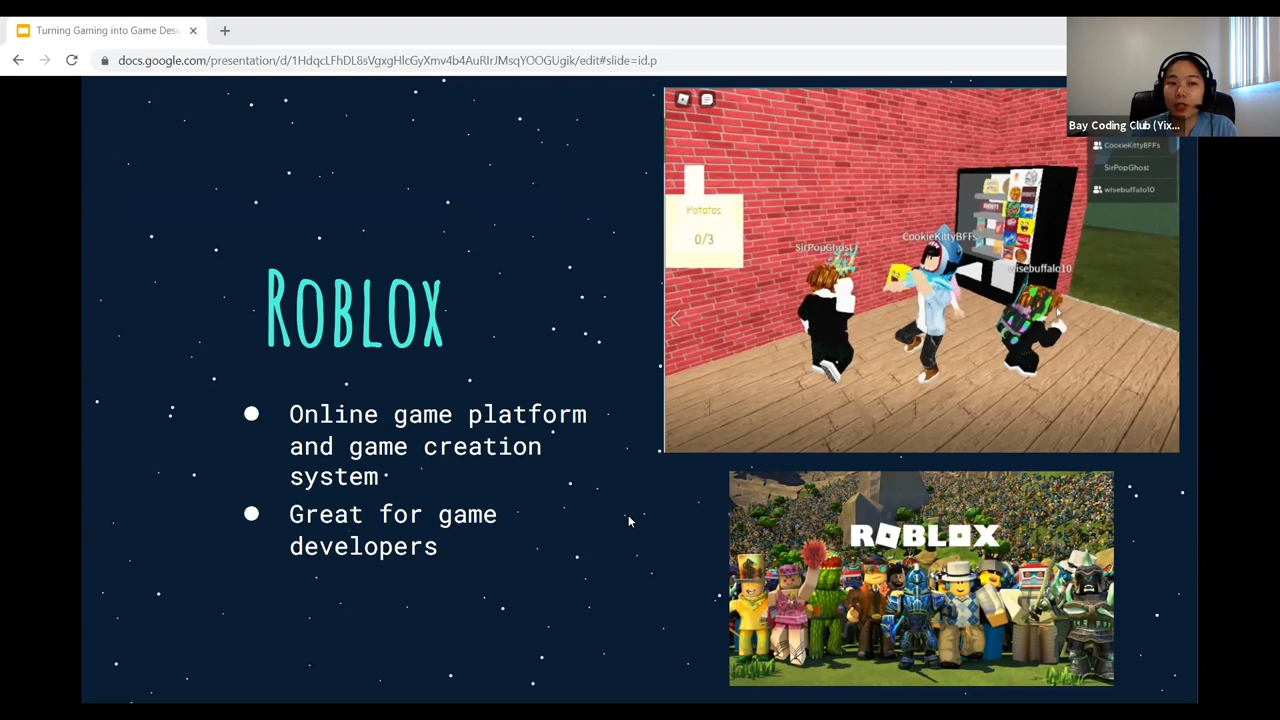 Turning Gaming into Game Des
docs.google.com/presentation/d/1HdqcLFhDL8sVgxgHlcGyXmv4b4AuRIrJMsqYOOGUgik/edit#slide=id.p
Bay Coding Club (Yix...
CookieKittyBFFs
SirPopGhost
wisebuffalo10
Potatos
0/3
SirPopGhost
CookieKittyBFFs
wisebuffalo10
ROBLOX
Online game platform
and game creation
system
Great for game
developers
ROBLOX